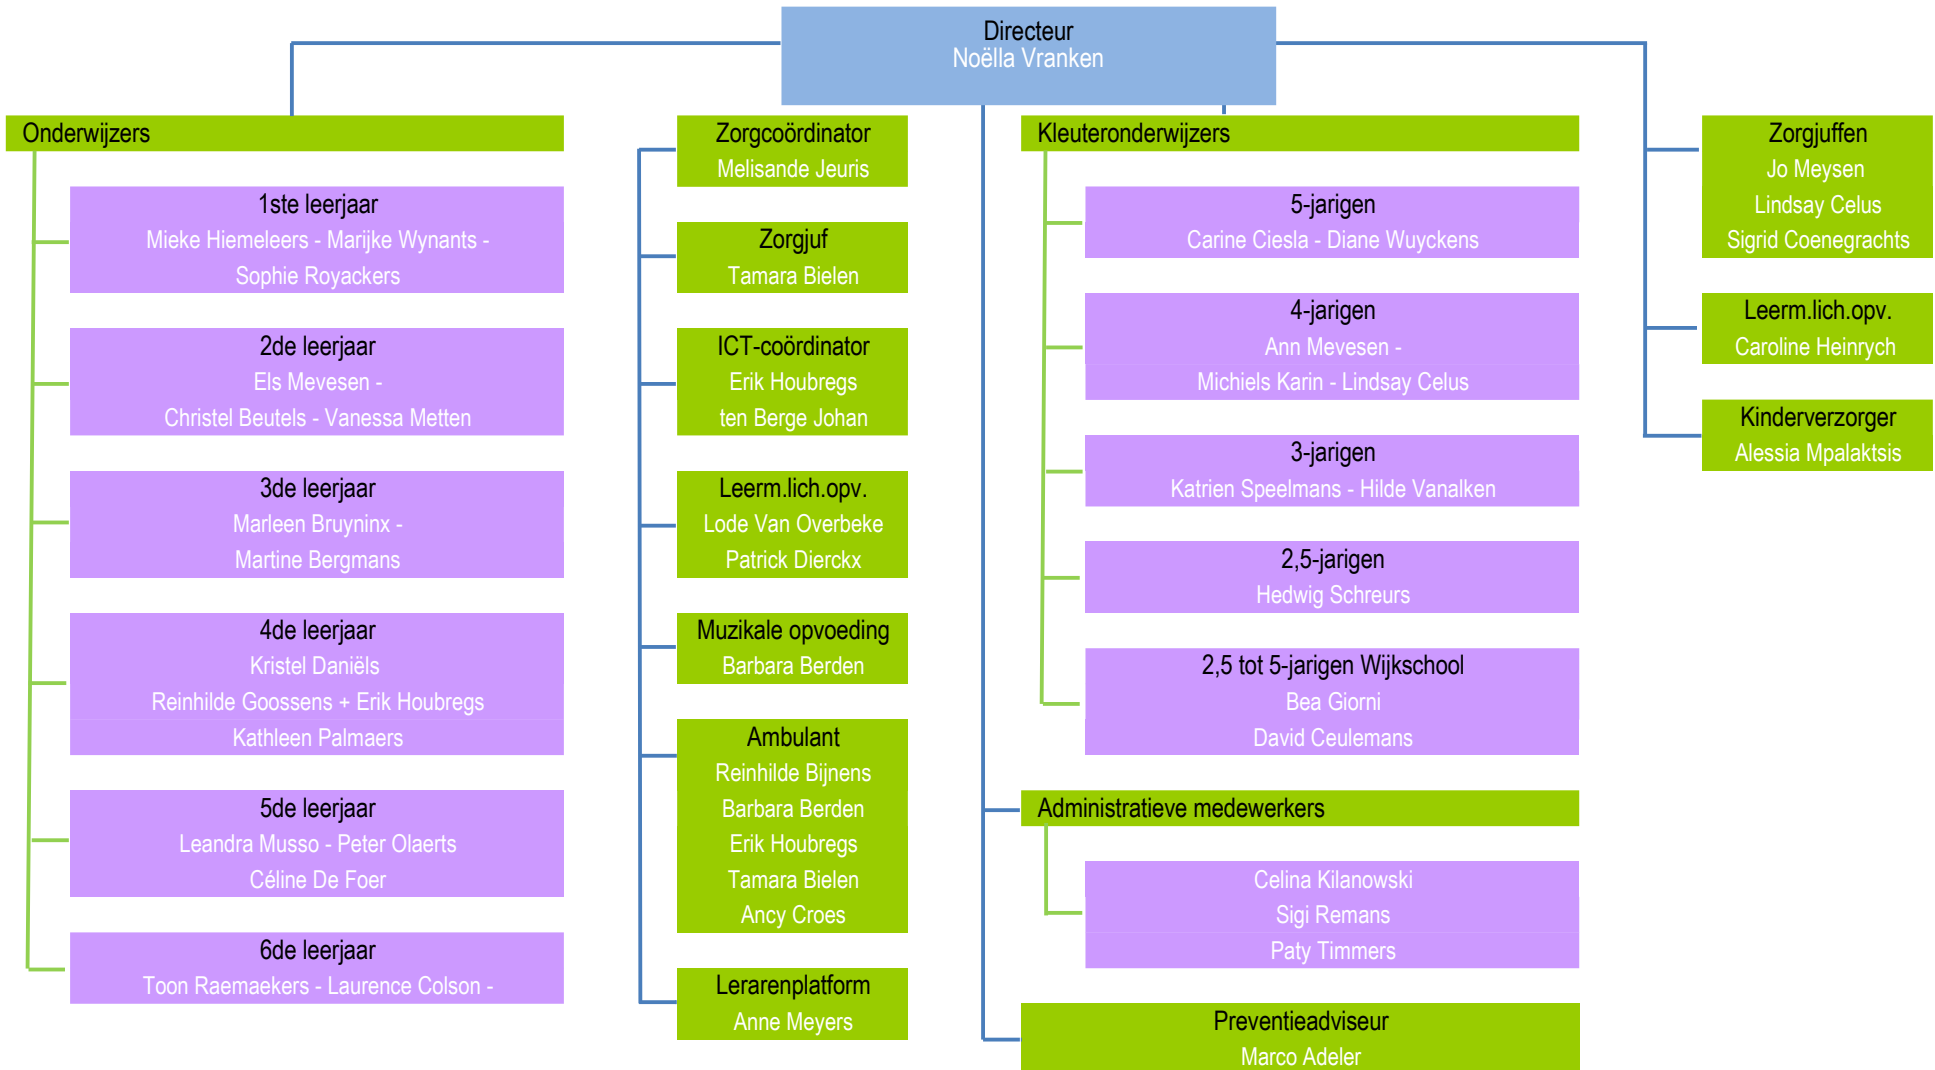 Directeur
Noëlla Vranken
Onderwijzers
1ste leerjaar
Mieke Hiemeleers - Marijke Wynants -
Sophie Royackers
2de leerjaar
Els Mevesen -
Christel Beutels - Vanessa Metten
3de leerjaar
Marleen Bruyninx -
Martine Bergmans
4de leerjaar
Kristel Daniëls
Reinhilde Goossens + Erik Houbregs
Kathleen Palmaers
5de leerjaar
Leandra Musso - Peter Olaerts
Céline De Foer
6de leerjaar
Toon Raemaekers - Laurence Colson -
Zorgcoördinator
Melisande Jeuris
Zorgjuf
Tamara Bielen
ICT-coördinator
Erik Houbregs
ten Berge Johan
Leerm.lich.opv.
Lode Van Overbeke
Patrick Dierckx
Muzikale opvoeding
Barbara Berden
Ambulant
Reinhilde Bijnens
Barbara Berden
Erik Houbregs
Tamara Bielen
Ancy Croes
Lerarenplatform
Anne Meyers
Kleuteronderwijzers
5-jarigen
Carine Ciesla - Diane Wuyckens
4-jarigen
Ann Mevesen -
Michiels Karin - Lindsay Celus
3-jarigen
Katrien Speelmans - Hilde Vanalken
2,5-jarigen
Hedwig Schreurs
2,5 tot 5-jarigen Wijkschool
Bea Giorni
David Ceulemans
Administratieve medewerkers
Celina Kilanowski
Sigi Remans
Paty Timmers
Preventieadviseur
Marco Adeler
Zorgjuffen
Jo Meysen
Lindsay Celus
Sigrid Coenegrachts
Leerm.lich.opv.
Caroline Heinrych
Kinderverzorger
Alessia Mpalaktsis